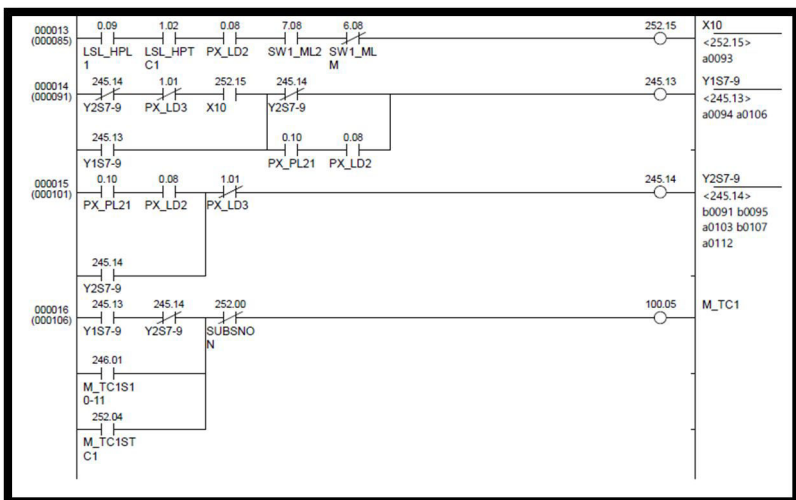 0.09 1.02 0.08 7.08 6.08 252.15 X10
000013
(000085)
<252.15>
LSL_HPL LSL_HPT PX_LD2 SW1_ML2 SW1_ML
1 C1 M
a0093
245.14 1.01 252.15 245.14 245.13 Y1S7-9
000014
(000091)
<245.13>
Y2S7-9 PX_LD3 X10 Y2S7-9
a0094 a0106
245.13 0.10 0.08
Y1S7-9 PX_PL21 PX_LD2
0.10 0.08 1.01 245.14 Y2S7-9
000015
(000101)
<245.14>
PX_PL21 PX_LD2 PX_LD3
b0091 b0095
a0103 b0107
a0112
245.14
Y2S7-9
245.13 245.14 252.00 100.05 M_TC1
000016
(000106)
Y1S7-9 Y2S7-9 SUBSNO
N
246.01
M_TC1S1
0-11
252.04
M_TC1ST
C1